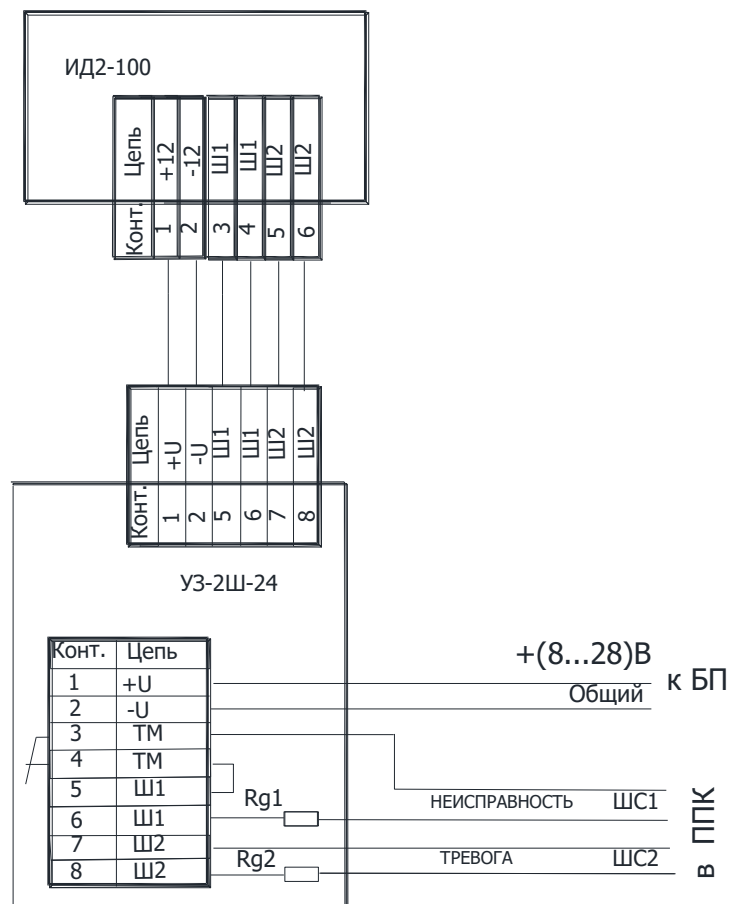 ИД2-100
Конт. Цепь
1 +12
2 -12
3 Ш1
4 Ш1
5 Ш2
6 Ш2
Конт. Цепь
1 +U
2 -U
5 Ш1
6 Ш1
7 Ш2
8 Ш2
УЗ-2Ш-24
Конт. Цепь
1 +U
2 -U
3 ТМ
4 ТМ
5 Ш1
6 Ш1
7 Ш2
8 Ш2
+(8...28)В
Общий
к БП
Rg1
НЕИСПРАВНОСТЬ ШС1
Rg2
ТРЕВОГА ШС2
в ППК